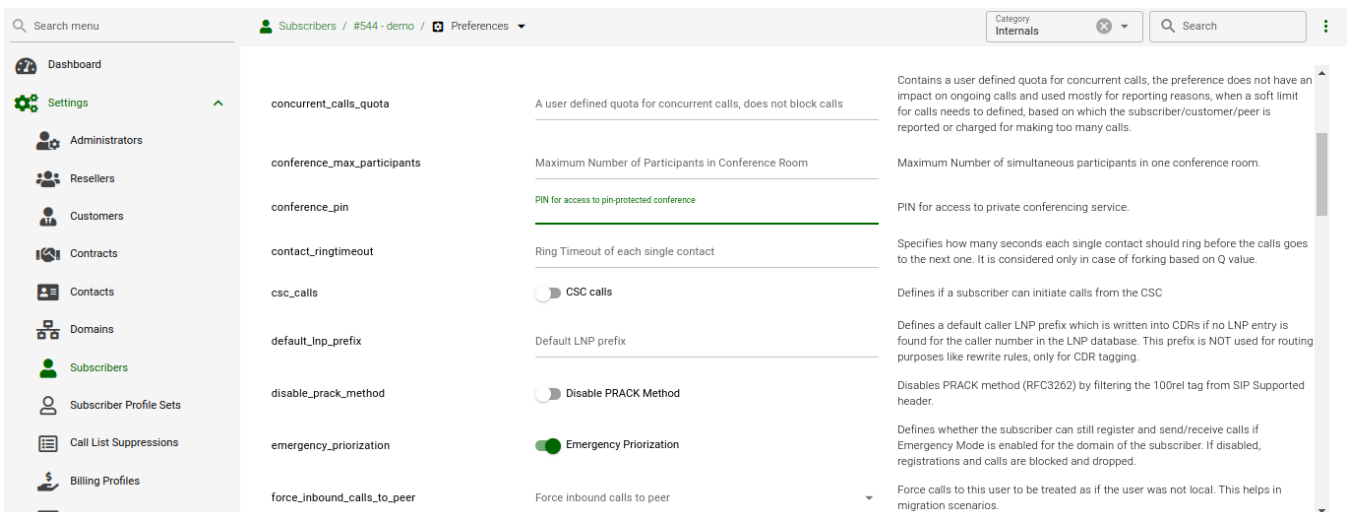 Search menu
Subscribers / #544 - demo / Preferences
Category
Internals
Search
Dashboard
Settings
Administrators
Resellers
Customers
Contracts
Contacts
Domains
Subscribers
Subscriber Profile Sets
Call List Suppressions
Billing Profiles
concurrent_calls_quota
A user defined quota for concurrent calls, does not block calls
Contains a user defined quota for concurrent calls, the preference does not have an
impact on ongoing calls and used mostly for reporting reasons, when a soft limit
for calls needs to defined, based on which the subscriber/customer/peer is
reported or charged for making too many calls.
conference_max_participants
Maximum Number of Participants in Conference Room
Maximum Number of simultaneous participants in one conference room.
conference_pin
PIN for access to pin-protected conference
PIN for access to private conferencing service.
contact_ringtimeout
Ring Timeout of each single contact
Specifies how many seconds each single contact should ring before the calls goes
to the next one. It is considered only in case of forking based on Q value.
csc_calls
CSC calls
Defines if a subscriber can initiate calls from the CSC
default_lnp_prefix
Default LNP prefix
Defines a default caller LNP prefix which is written into CDRs if no LNP entry is
found for the caller number in the LNP database. This prefix is NOT used for routing
purposes like rewrite rules, only for CDR tagging.
disable_prack_method
Disable PRACK Method
Disables PRACK method (RFC3262) by filtering the 100rel tag from SIP Supported
header.
emergency_priorization
Emergency Priorization
Defines whether the subscriber can still register and send/receive calls if
Emergency Mode is enabled for the domain of the subscriber. If disabled,
registrations and calls are blocked and dropped.
force_inbound_calls_to_peer
Force inbound calls to peer
Force calls to this user to be treated as if the user was not local. This helps in
migration scenarios.